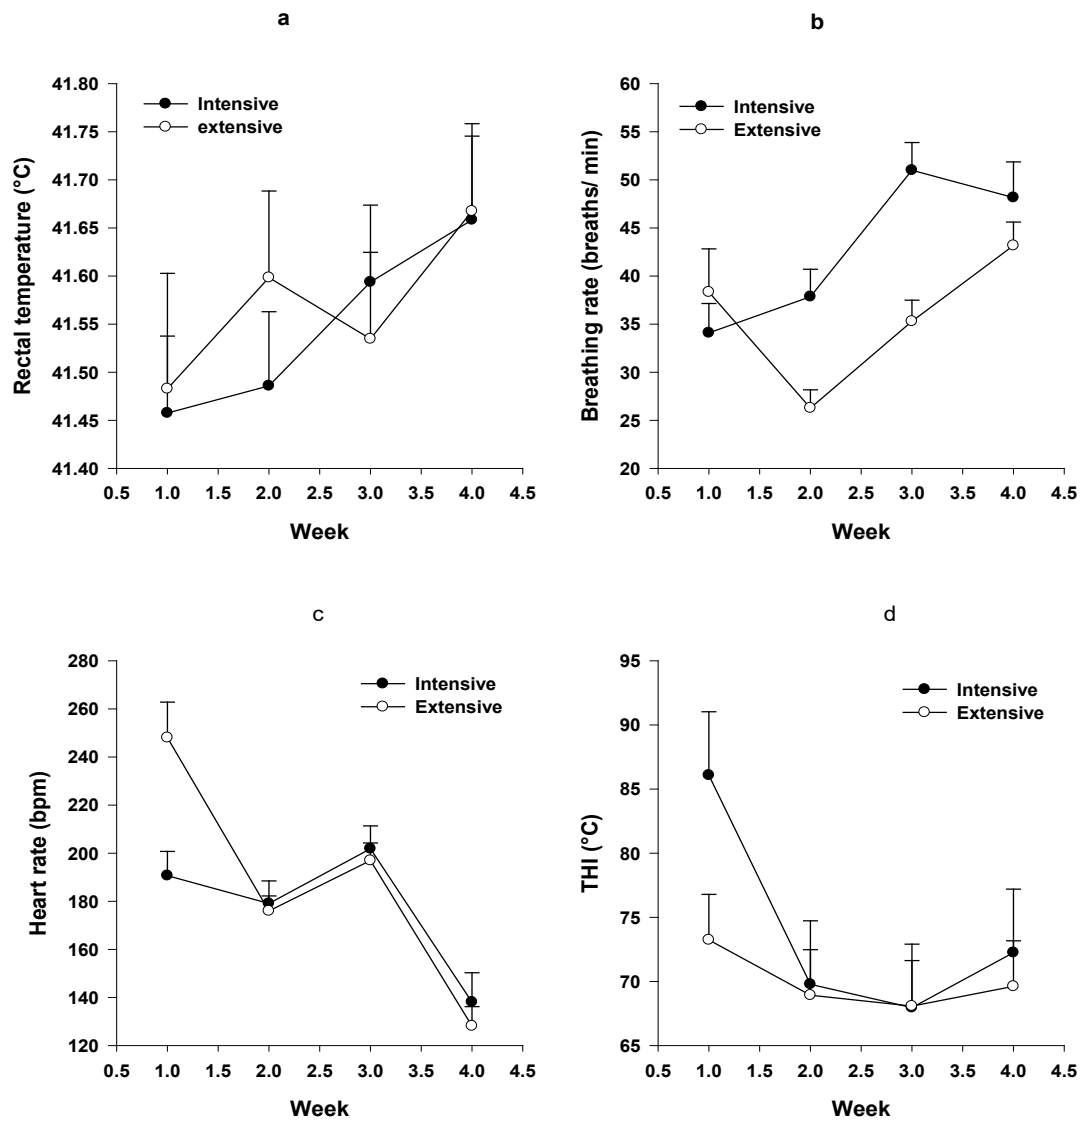 a
b
41.80
41.75
41.70
41.65
41.60
41.55
41.50
41.45
41.40
Rectal temperature (°C)
Intensive
extensive
0.5 1.0 1.5 2.0 2.5 3.0 3.5 4.0 4.5
Week
60
55
50
45
40
35
30
25
20
Breathing rate (breaths/ min)
Intensive
Extensive
0.5 1.0 1.5 2.0 2.5 3.0 3.5 4.0 4.5
Week
c
d
280
260
240
220
200
180
160
140
120
Heart rate (bpm)
Intensive
Extensive
0.5 1.0 1.5 2.0 2.5 3.0 3.5 4.0 4.5
Week
95
90
85
80
75
70
65
THI (°C)
Intensive
Extensive
0.5 1.0 1.5 2.0 2.5 3.0 3.5 4.0 4.5
Week